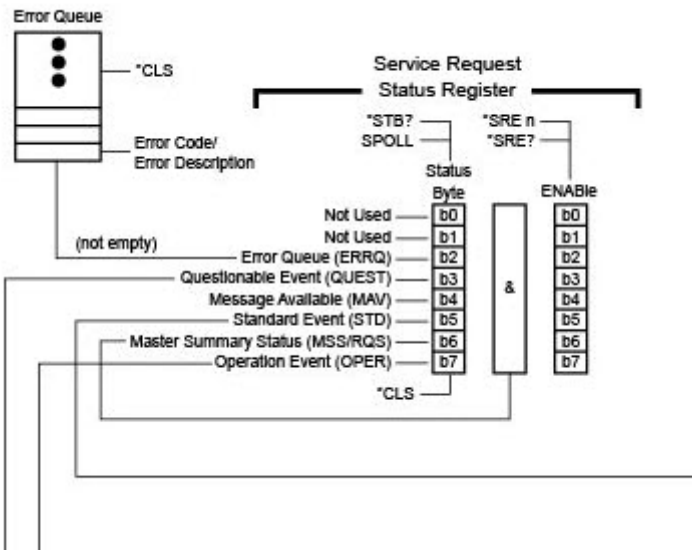 Error Queue
*CLS
Error Code/
Error Description
(not empty)
Service Request
Status Register
*STB?
SPOLL
*SRE n
*SRE?
Status
Byte
ENABle
Not Used
b0
b0
Not Used
b1
b1
Error Queue (ERRQ)
b2
b2
Questionable Event (QUEST)
b3
b3
&
Message Available (MAV)
b4
b4
Standard Event (STD)
b5
b5
Master Summary Status (MSS/RQS)
b6
b6
Operation Event (OPER)
b7
b7
*CLS